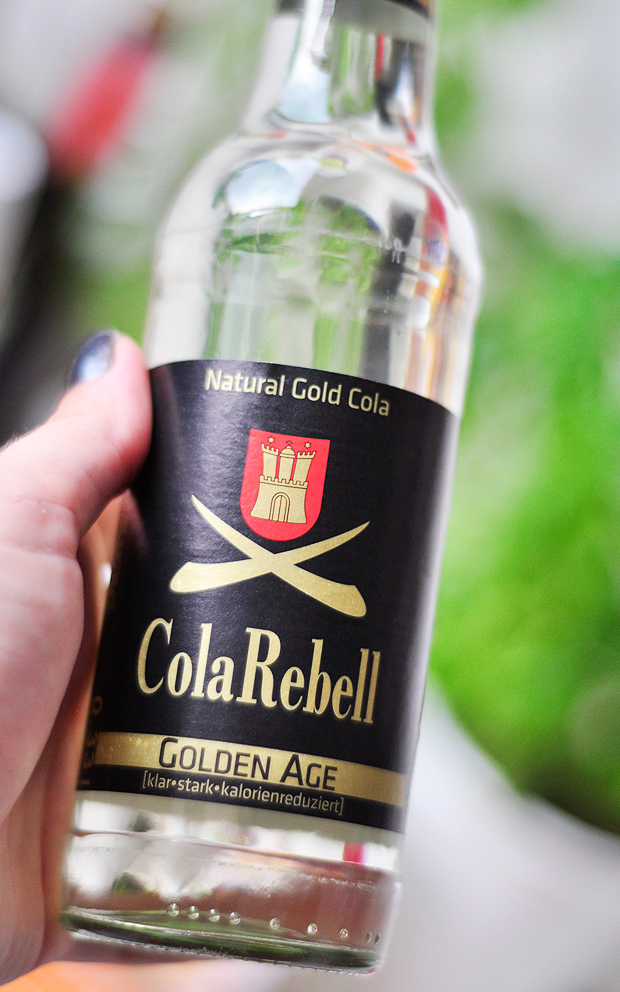 Natural Gold Cola
ColaRebell
GOLDEN AGE
[klar•stark•kalorienreduziert]